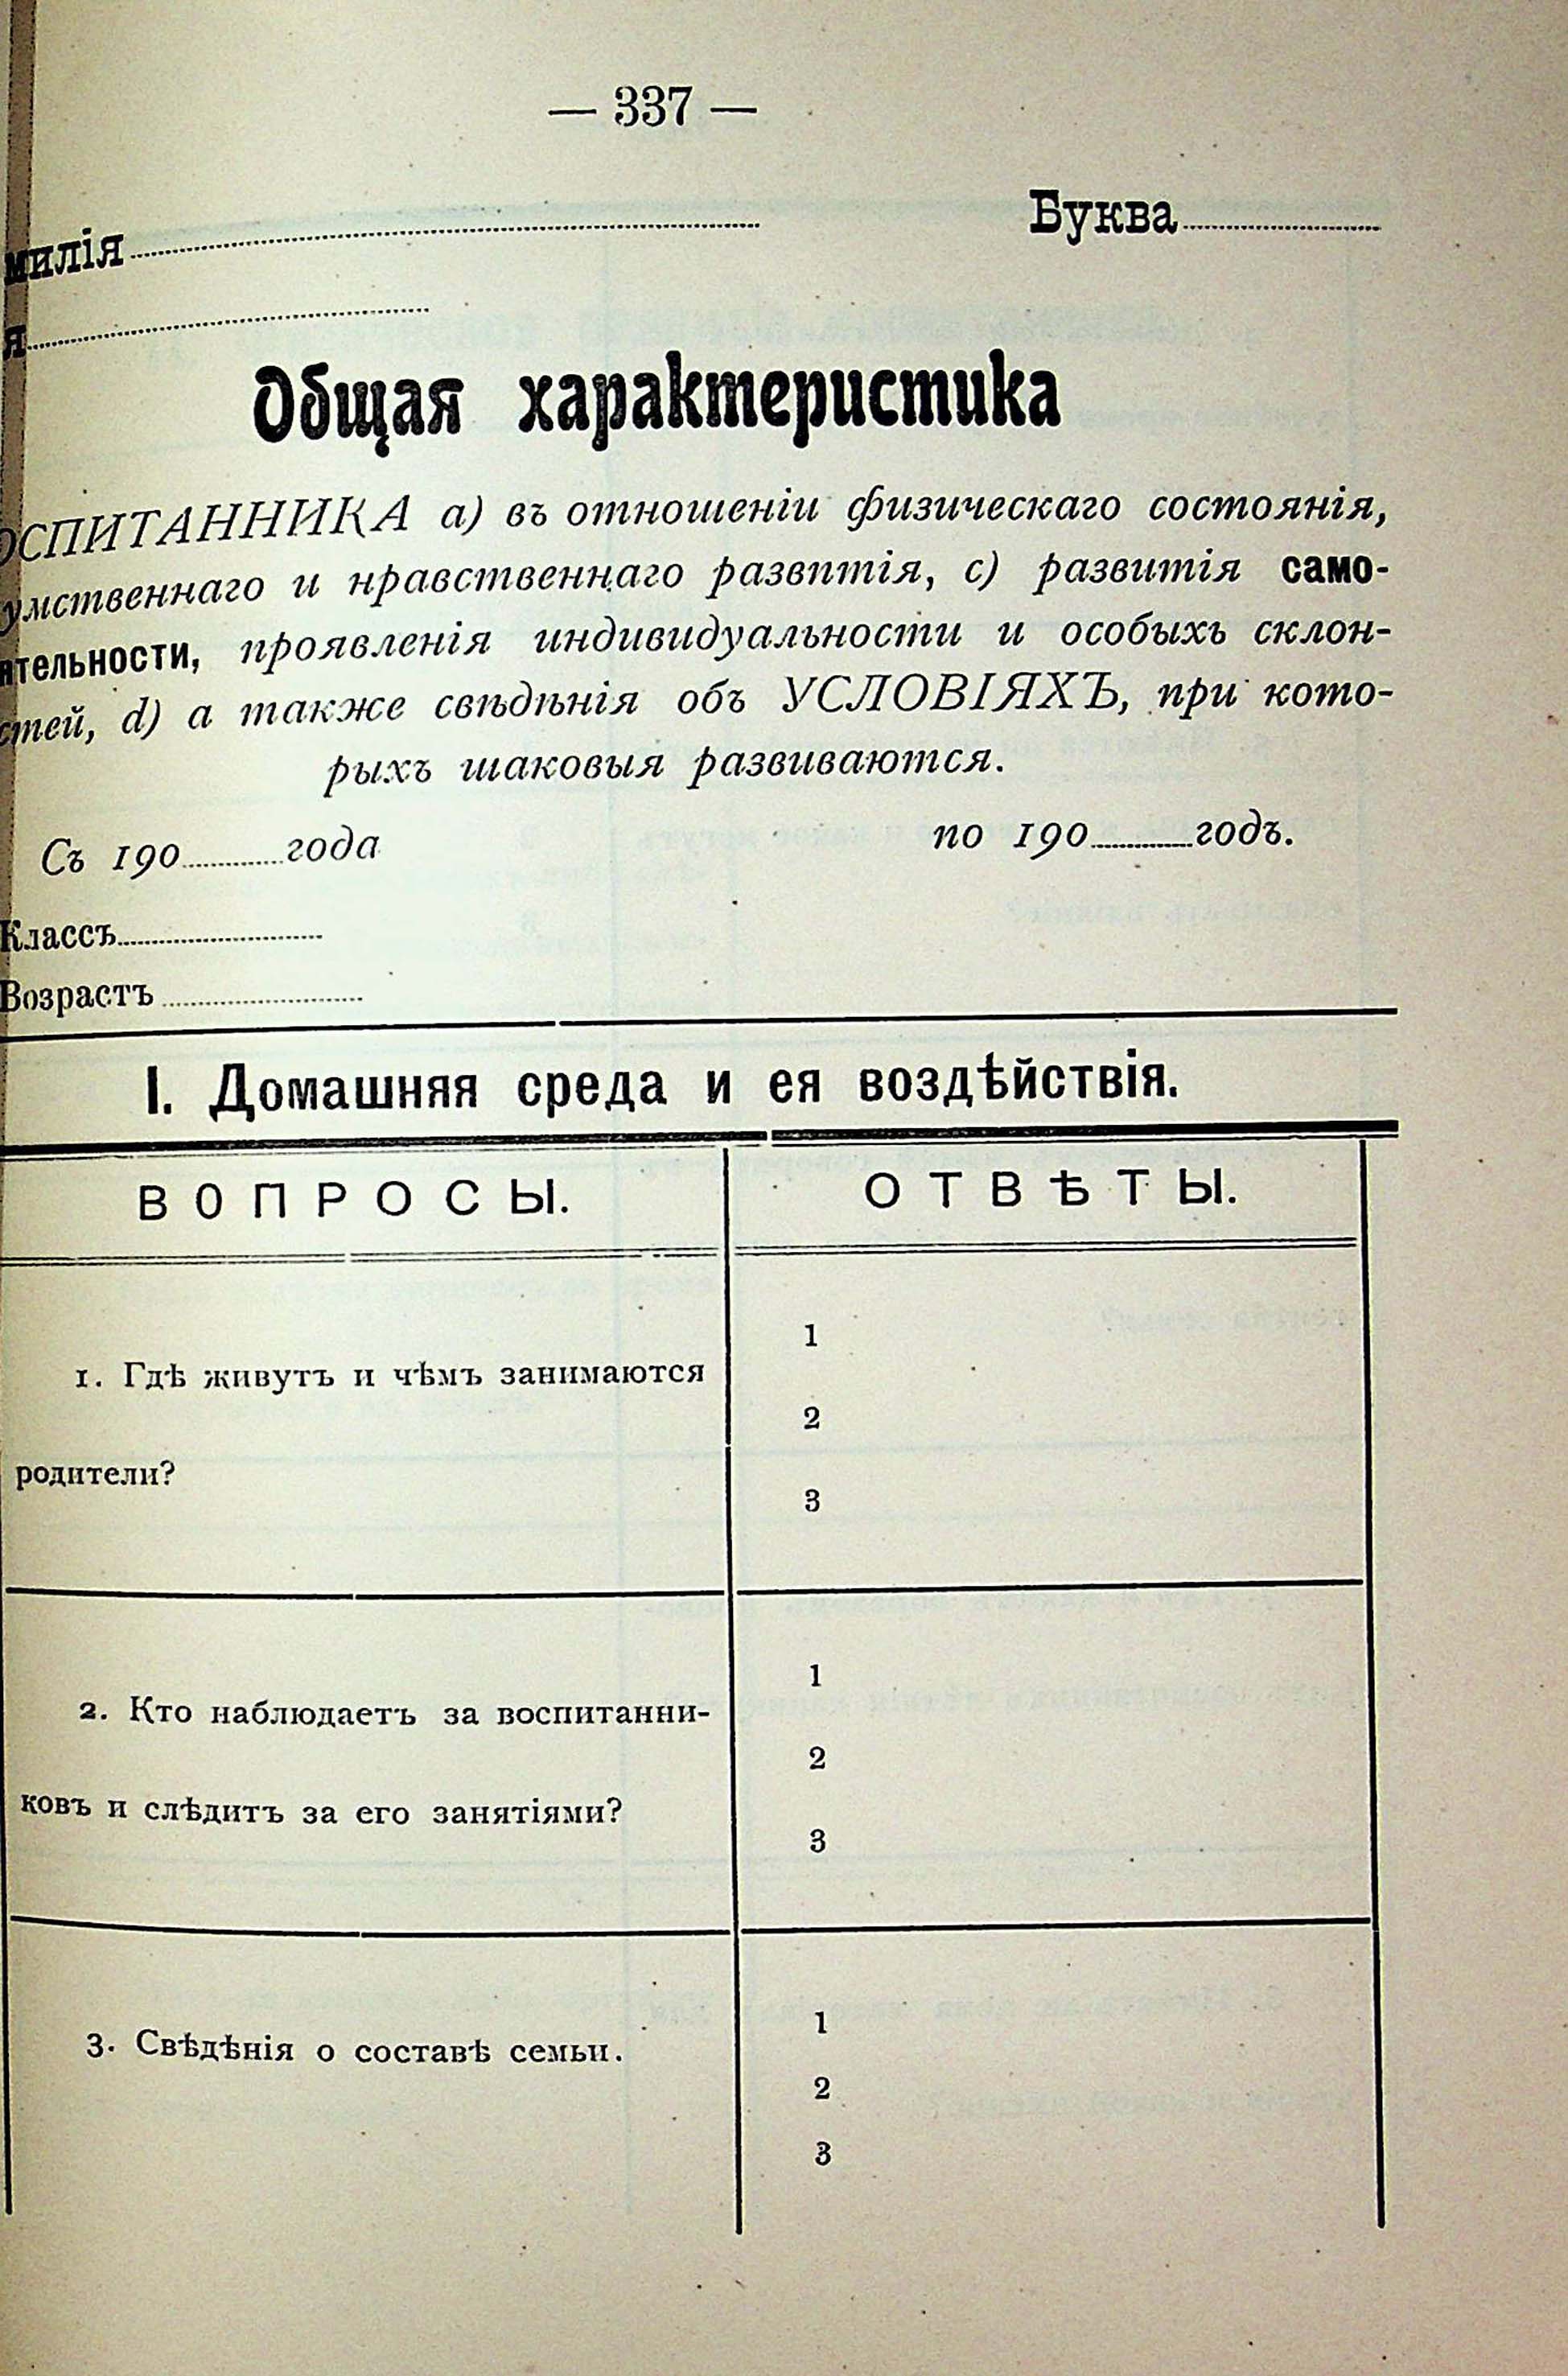 — 337 —
милія Буква
я
Общая характеристика
ОСПИТАННИКА а) въ отношеніи физическаго состоянія,
умственнаго и нравственнаго развптія, с) развитія само-
ятельности, проявленія индивидуальности и особыхъ склон-
стей, d) а также свѣдѣнія объ УСЛОВІЯХЪ, при кото-
рыхъ шаковыя развиваются.
Съ 190 года по 190 годъ.
Классъ
Возрастъ
I. Домашняя среда и ея воздѣйствія.
ВОПРОСЫ. ОТВѢТЫ.
1. Гдѣ живутъ и чѣмъ занимаются
родители?
1
2
3
2. Кто наблюдаетъ за воспитанни-
ковъ и слѣдитъ за его занятіями?
1
2
3
3. Свѣдѣнія о составѣ семьи.
1
2
3